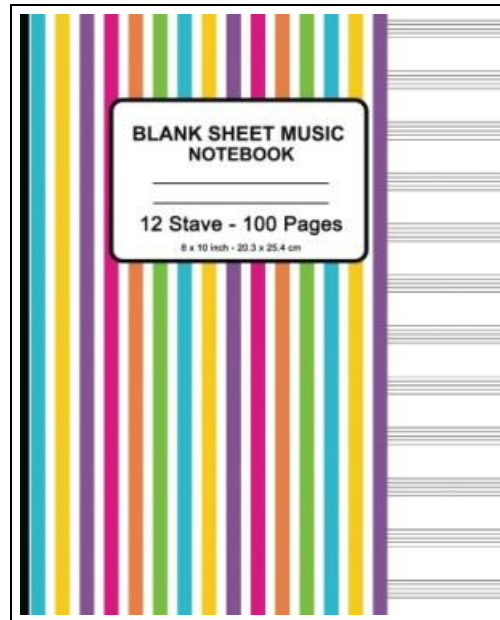 BLANK SHEET MUSIC
NOTEBOOK
12 Stave - 100 Pages
8 x 10 inch - 20.3 x 25.4 cm